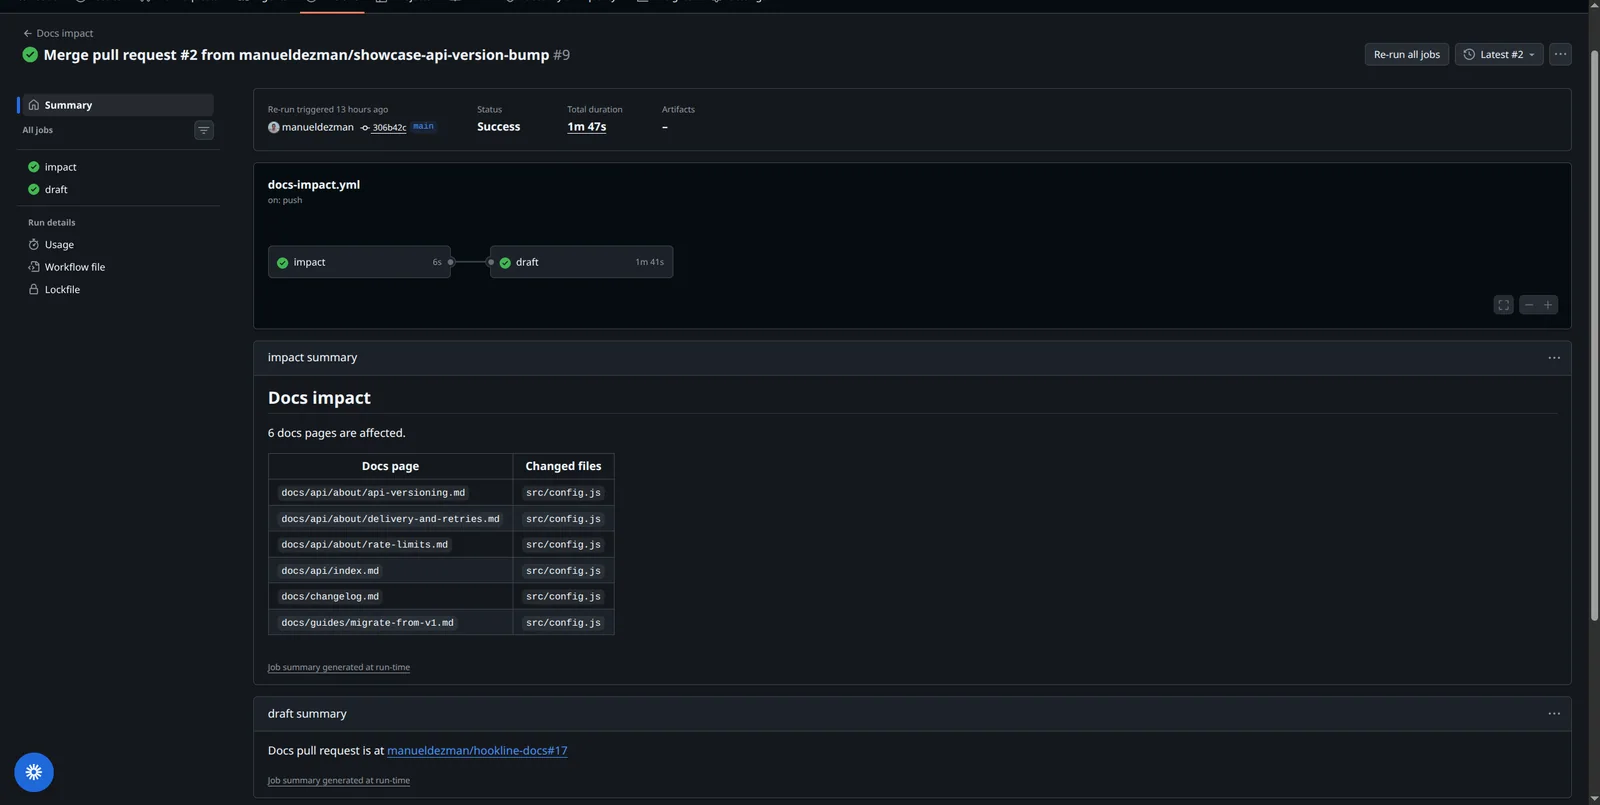 Docs impact
Merge pull request #2 from manueldezman/showcase-api-version-bump #9
Re-run all jobs
Latest #2
Summary
All jobs
impact
draft
Run details
Usage
Workflow file
Lockfile
Re-run triggered 13 hours ago
manueldezman 306b42c main
Status
Success
Total duration
1m 47s
Artifacts
–
docs-impact.yml
on: push
impact 6s
draft 1m 41s
impact summary
Docs impact
6 docs pages are affected.
Docs page Changed files
docs/api/about/api-versioning.md src/config.js
docs/api/about/delivery-and-retries.md src/config.js
docs/api/about/rate-limits.md src/config.js
docs/api/index.md src/config.js
docs/changelog.md src/config.js
docs/guides/migrate-from-v1.md src/config.js
Job summary generated at run-time
draft summary
Docs pull request is at manueldezman/hookline-docs#17
Job summary generated at run-time